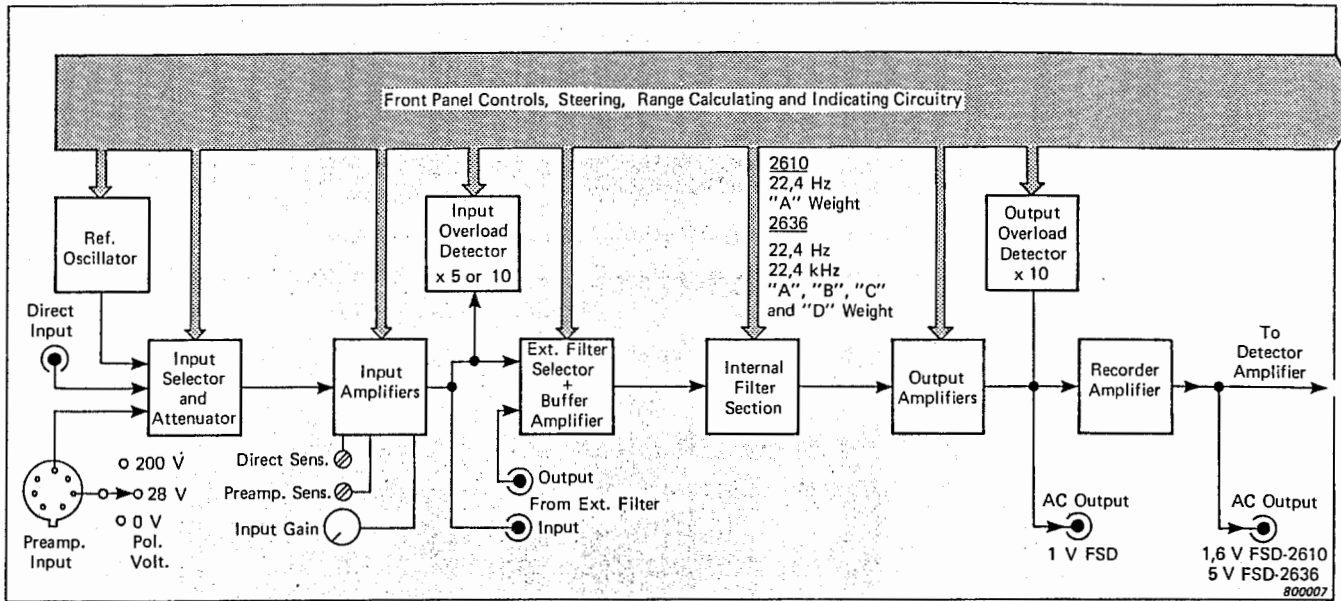 Front Panel Controls, Steering, Range Calculating and Indicating Circuitry
Ref.
Oscillator
Direct
Input
Input
Selector
and
Attenuator
Preamp.
Input
200 V
28 V
0 V
Pol.
Volt.
Input
Amplifiers
Direct Sens.
Preamp. Sens.
Input Gain
Input
Overload
Detector
x 5 or 10
Ext. Filter
Selector
+
Buffer
Amplifier
Output
From Ext. Filter
Input
2610
22,4 Hz
"A" Weight
2636
22,4 Hz
22,4 kHz
"A", "B", "C"
and "D" Weight
Internal
Filter
Section
Output
Amplifiers
Output
Overload
Detector
x 10
AC Output
1 V FSD
Recorder
Amplifier
To
Detector
Amplifier
AC Output
1,6 V FSD-2610
5 V FSD-2636
800007